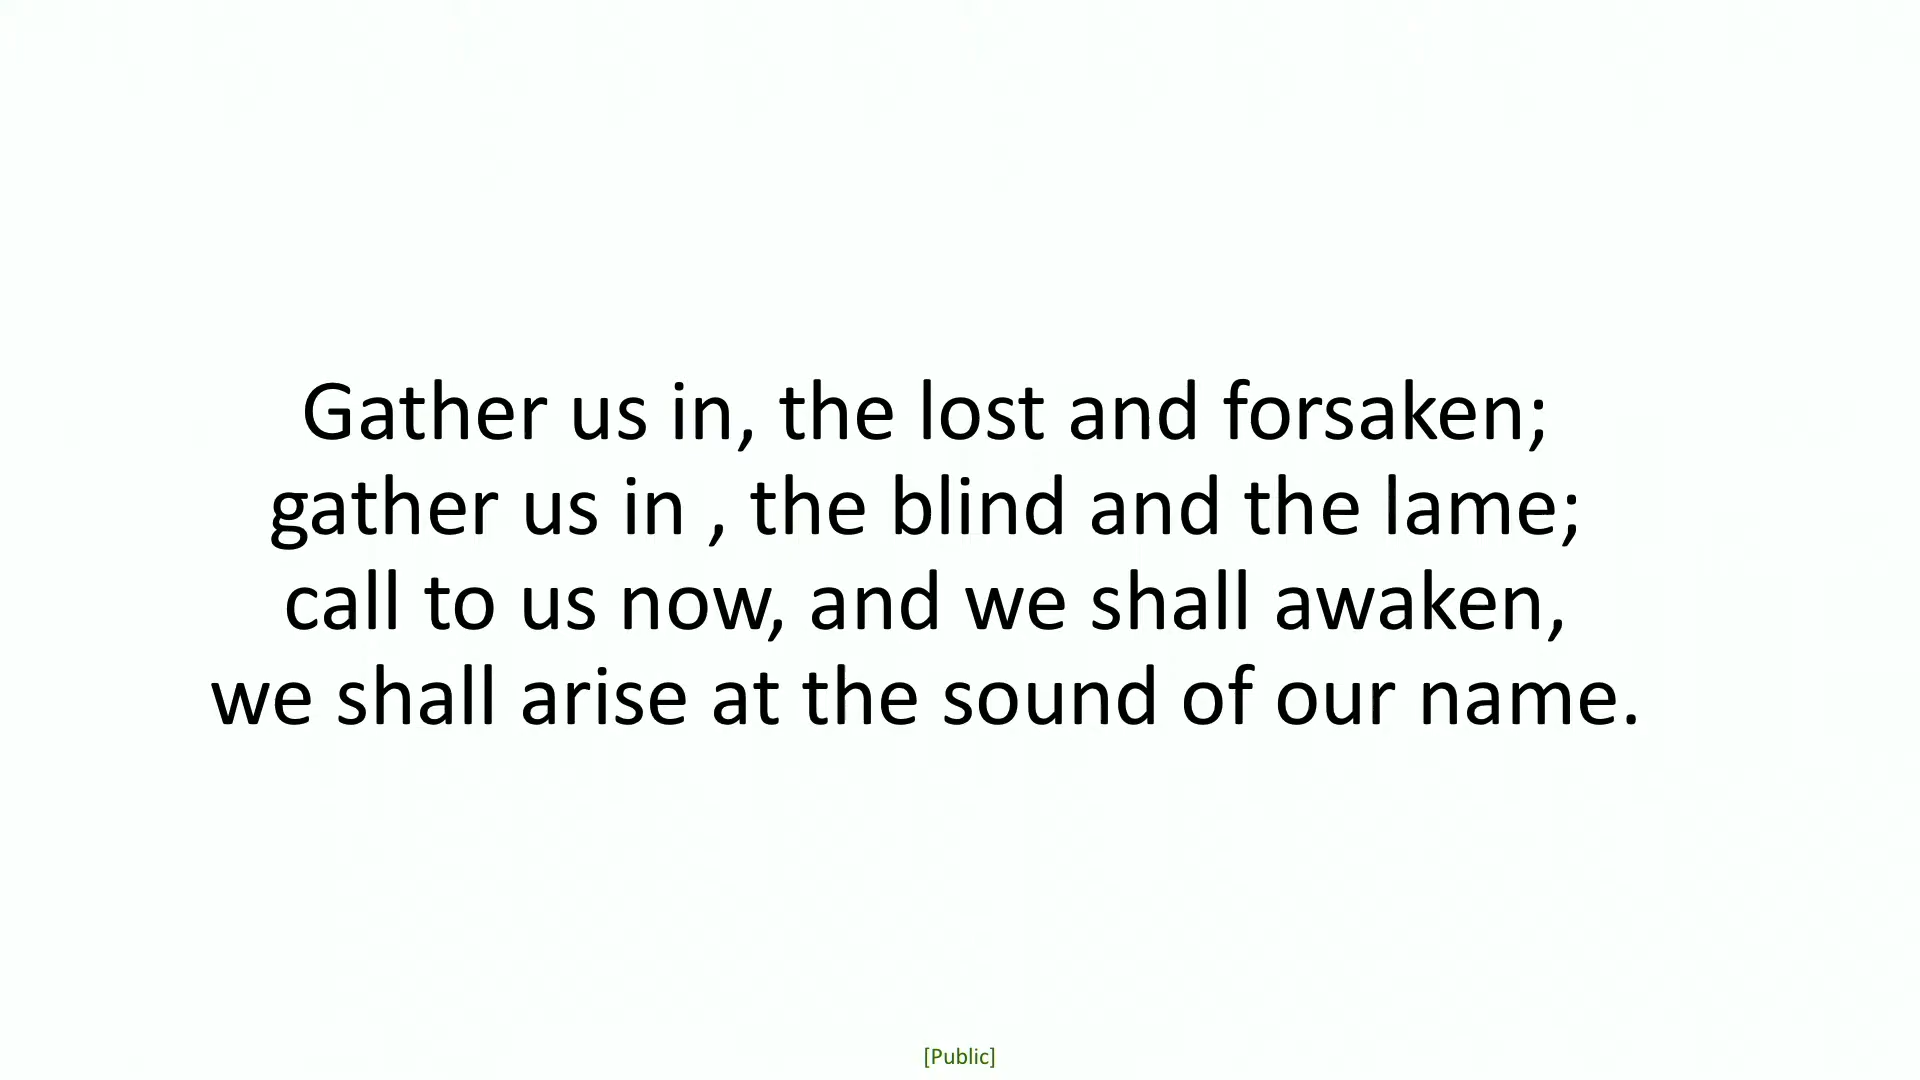 Gather us in, the lost and forsaken;
gather us in , the blind and the lame;
call to us now, and we shall awaken,
we shall arise at the sound of our name.
[Public]